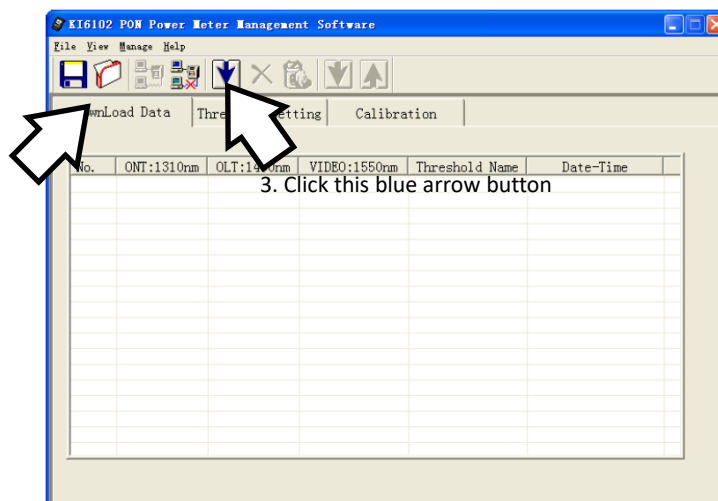 KI6102 PON Power Meter Management Software
File View Manage Help
Load Data
Calibration
No. ONT:1310nm VIDEO:1550nm Threshold Name Date-Time
3. Click this blue arrow button